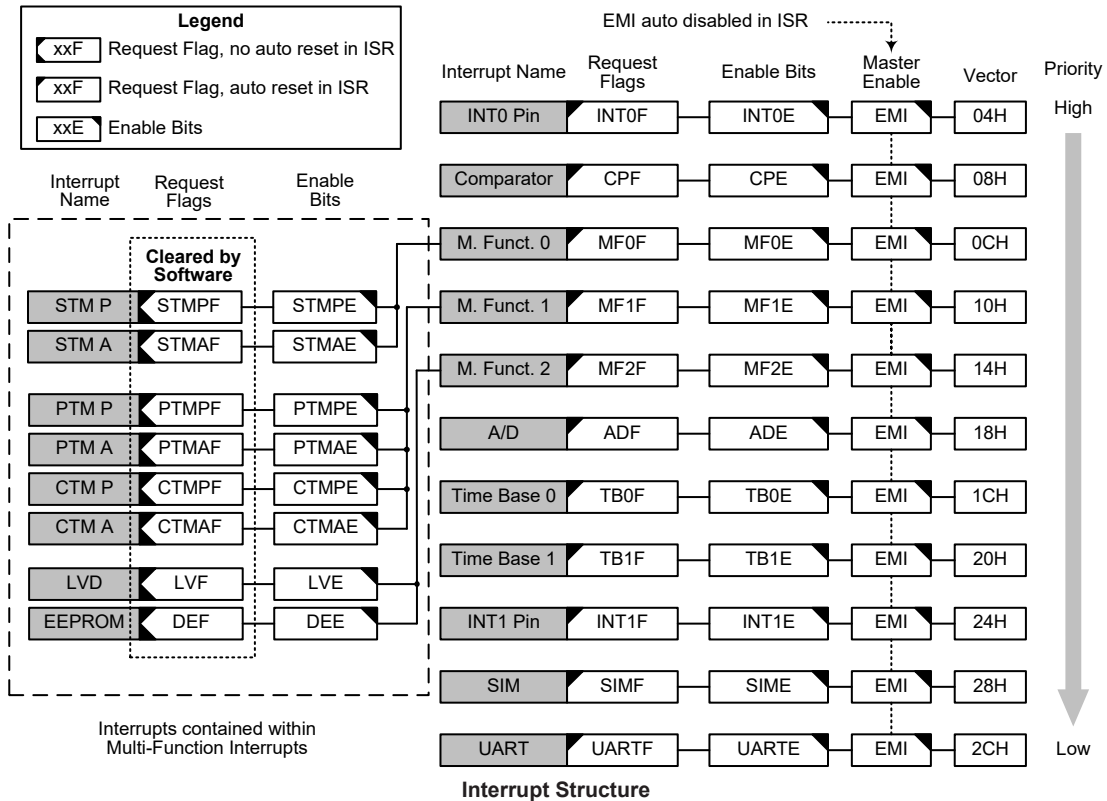 Legend
xxF Request Flag, no auto reset in ISR
xxF Request Flag, auto reset in ISR
xxE Enable Bits
EMI auto disabled in ISR
Interrupt Name Request Flags Enable Bits Master Enable Vector Priority
INT0 Pin INT0F INT0E EMI 04H High
Comparator CPF CPE EMI 08H
M. Funct. 0 MF0F MF0E EMI 0CH
M. Funct. 1 MF1F MF1E EMI 10H
M. Funct. 2 MF2F MF2E EMI 14H
A/D ADF ADE EMI 18H
Time Base 0 TB0F TB0E EMI 1CH
Time Base 1 TB1F TB1E EMI 20H
INT1 Pin INT1F INT1E EMI 24H
SIM SIMF SIME EMI 28H
UART UARTF UARTE EMI 2CH Low
Interrupt Name Request Flags Enable Bits
Cleared by
Software
STM P STMPF STMPE
STM A STMAF STMAE
PTM P PTMPF PTMPE
PTM A PTMAF PTMAE
CTM P CTMPF CTMPE
CTM A CTMAF CTMAE
LVD LVF LVE
EEPROM DEF DEE
Interrupts contained within
Multi-Function Interrupts
Interrupt Structure